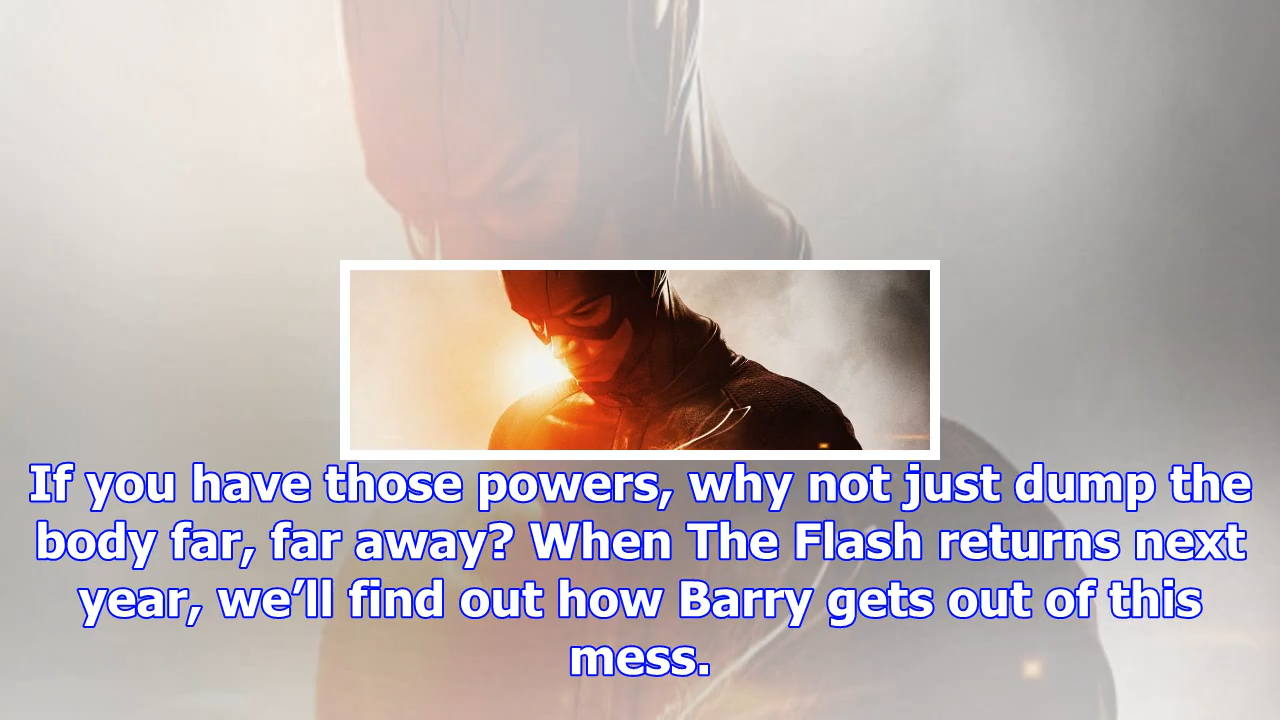 If you have those powers, why not just dump the
body far, far away? When The Flash returns next
year, we’ll find out how Barry gets out of this
mess.